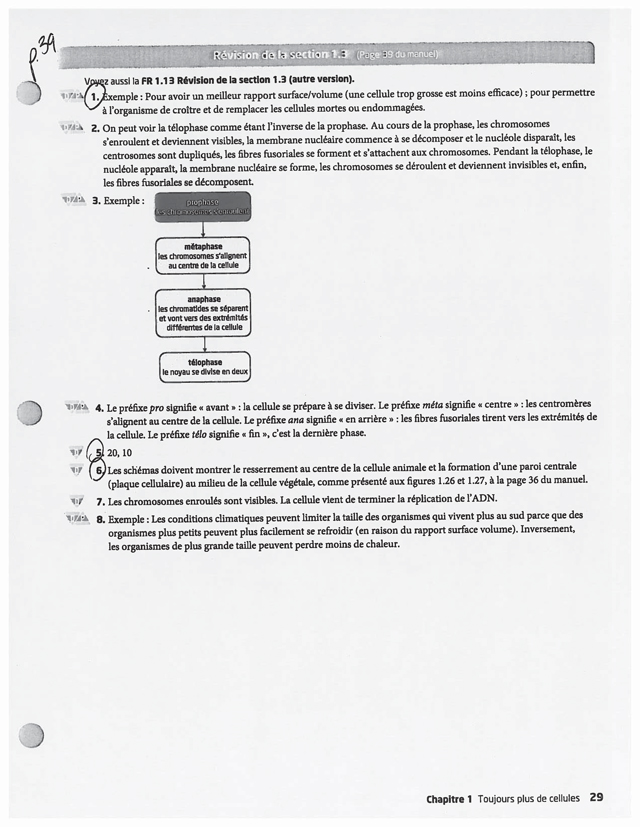 p.39
Révision de la section 1.3 (Page 39 du manuel)
Voyez aussi la FR 1.13 Révision de la section 1.3 (autre version).
1. Exemple : Pour avoir un meilleur rapport surface/volume (une cellule trop grosse est moins efficace) ; pour permettre
à l'organisme de croître et de remplacer les cellules mortes ou endommagées.
2. On peut voir la télophase comme étant l'inverse de la prophase. Au cours de la prophase, les chromosomes
s'enroulent et deviennent visibles, la membrane nucléaire commence à se décomposer et le nucléole disparaît, les
centrosomes sont dupliqués, les fibres fusoriales se forment et s'attachent aux chromosomes. Pendant la télophase, le
nucléole apparaît, la membrane nucléaire se forme, les chromosomes se déroulent et deviennent invisibles et, enfin,
les fibres fusoriales se décomposent.
3. Exemple :
prophase
les chromosomes s'enroulent
métaphase
les chromosomes s'alignent
au centre de la cellule
anaphase
les chromatides se séparent
et vont vers des extrémités
différentes de la cellule
télophase
le noyau se divise en deux
4. Le préfixe pro signifie « avant » : la cellule se prépare à se diviser. Le préfixe méta signifie « centre » : les centromères
s'alignent au centre de la cellule. Le préfixe ana signifie « en arrière » : les fibres fusoriales tirent vers les extrémités de
la cellule. Le préfixe télo signifie « fin », c'est la dernière phase.
5. 20, 10
6. Les schémas doivent montrer le resserrement au centre de la cellule animale et la formation d'une paroi centrale
(plaque cellulaire) au milieu de la cellule végétale, comme présenté aux figures 1.26 et 1.27, à la page 36 du manuel.
7. Les chromosomes enroulés sont visibles. La cellule vient de terminer la réplication de l'ADN.
8. Exemple : Les conditions climatiques peuvent limiter la taille des organismes qui vivent plus au sud parce que des
organismes plus petits peuvent plus facilement se refroidir (en raison du rapport surface volume). Inversement,
les organismes de plus grande taille peuvent perdre moins de chaleur.
Chapitre 1 Toujours plus de cellules 29